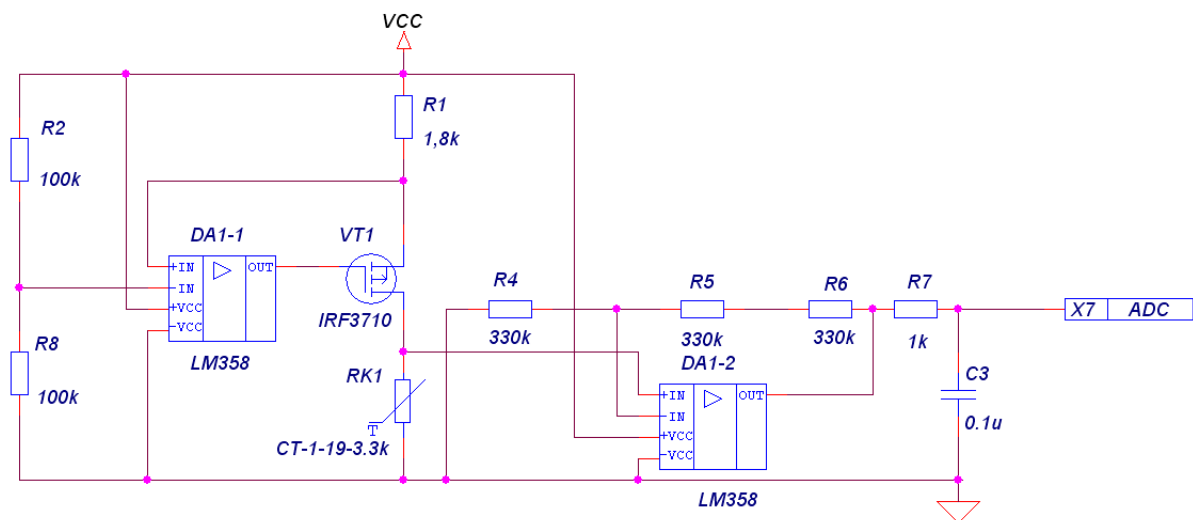 VCC
R1
1,8k
R2
100k
DA1-1
VT1
+IN
-IN
+VCC
-VCC
OUT
IRF3710
LM358
R8
100k
RK1
T
CT-1-19-3.3k
R4
330k
R5
330k
R6
330k
R7
1k
X7 ADC
DA1-2
+IN
-IN
+VCC
-VCC
OUT
LM358
C3
0.1u